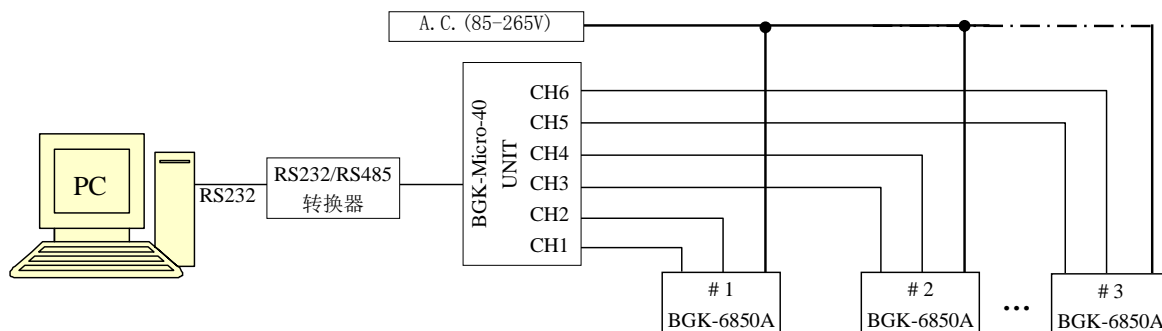 A.C.(85-265V)
PC
RS232
RS232/RS485
转换器
BGK-Micro-40
UNIT
CH6
CH5
CH4
CH3
CH2
CH1
#1
BGK-6850A
#2
BGK-6850A
...
#3
BGK-6850A